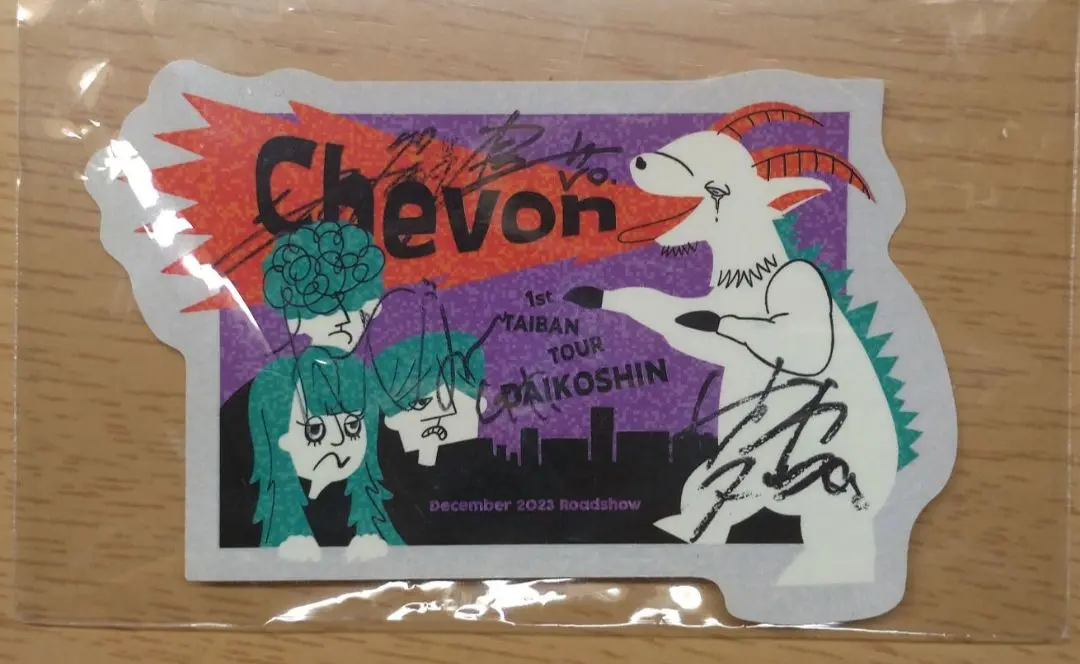 Chevon
Vo.
1st
TAIBAN
TOUR
DAIKOSHIN
December 2023 Roadshow